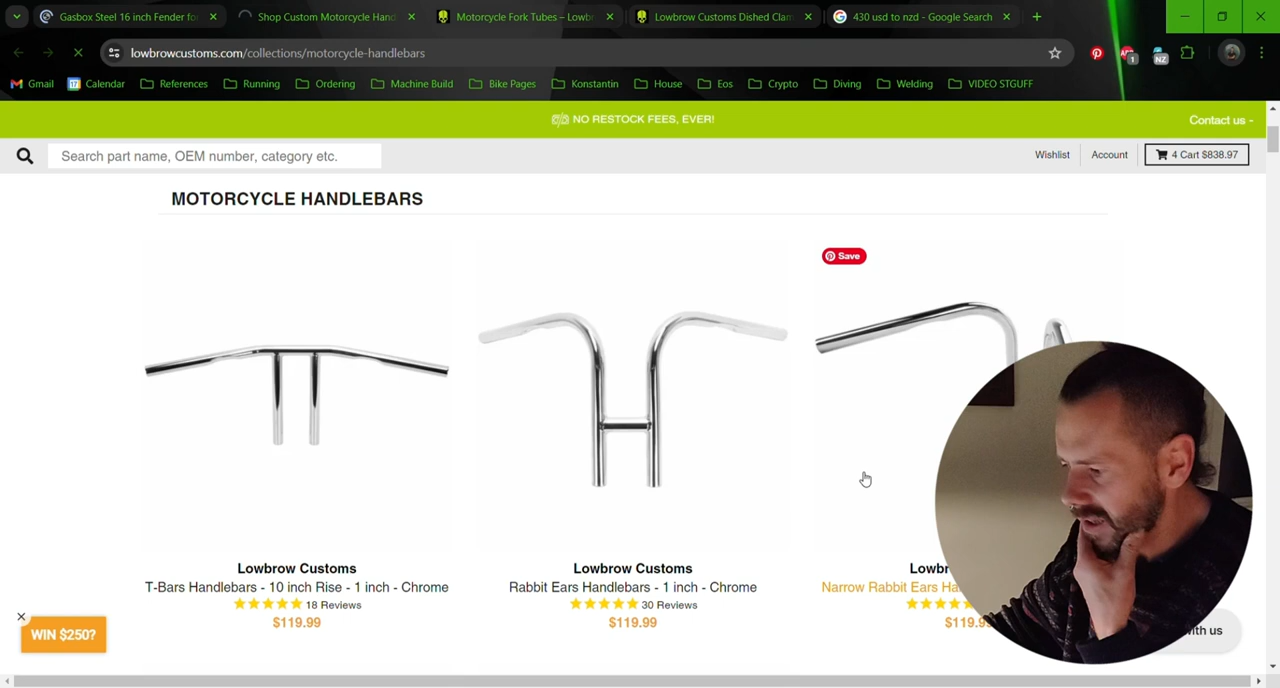 Gasbox Steel 16 inch Fender fo
Shop Custom Motorcycle Hand
Motorcycle Fork Tubes – Lowbr
Lowbrow Customs Dished Clam
430 usd to nzd - Google Search
lowbrowcustoms.com/collections/motorcycle-handlebars
1
NZ
Gmail
Calendar
References
Running
Ordering
Machine Build
Bike Pages
Konstantin
House
Eos
Crypto
Diving
Welding
VIDEO STGUFF
NO RESTOCK FEES, EVER!
Contact us -
Search part name, OEM number, category etc.
Wishlist
Account
4 Cart $838.97
MOTORCYCLE HANDLEBARS
Save
Lowbrow Customs
T-Bars Handlebars - 10 inch Rise - 1 inch - Chrome
18 Reviews
$119.99
Lowbrow Customs
Rabbit Ears Handlebars - 1 inch - Chrome
30 Reviews
$119.99
Lowbr
Narrow Rabbit Ears Ha
$119.9
WIN $250?
with us